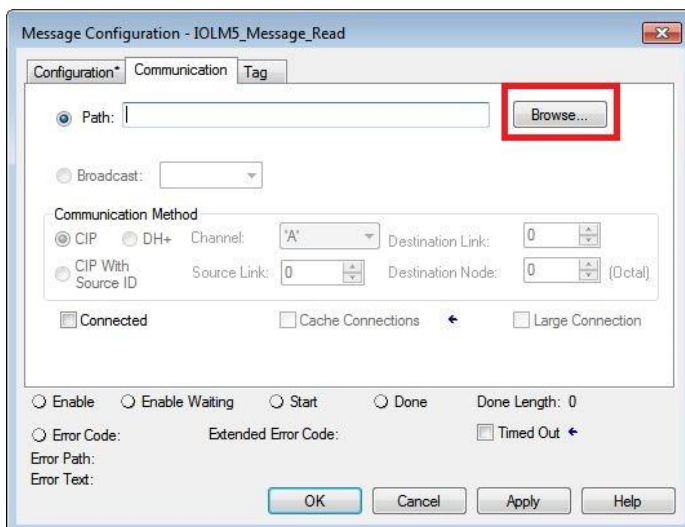 Message Configuration - IOLM5_Message_Read
Configuration* Communication Tag
Path: Browse...
Broadcast:
Communication Method
CIP DH+ Channel: 'A' Destination Link: 0
CIP With Source ID Source Link: 0 Destination Node: 0 (Octal)
Connected Cache Connections ← Large Connection
Enable Enable Waiting Start Done Done Length: 0
Error Code: Extended Error Code: Timed Out ←
Error Path:
Error Text:
OK Cancel Apply Help